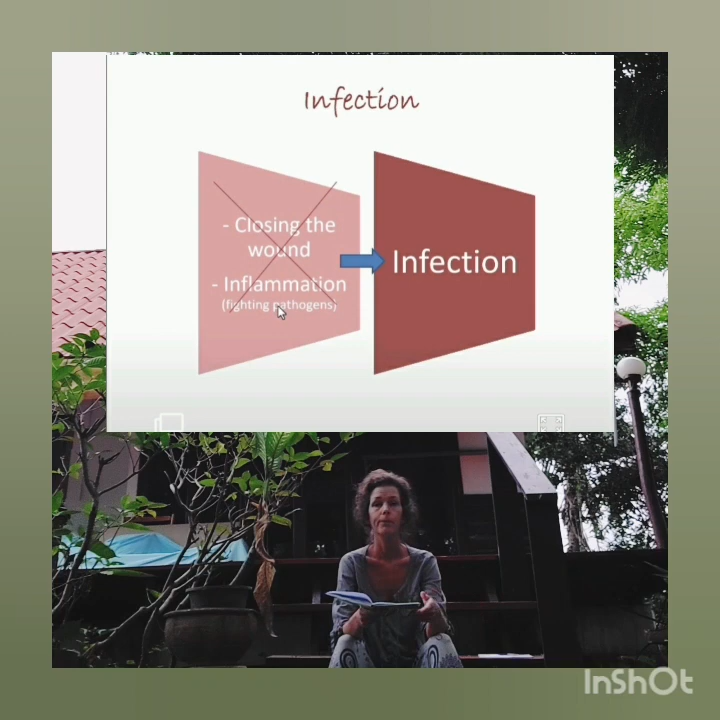 Infection
- Closing the
wound
- Inflammation
(fighting pathogens)
Infection
InShOt